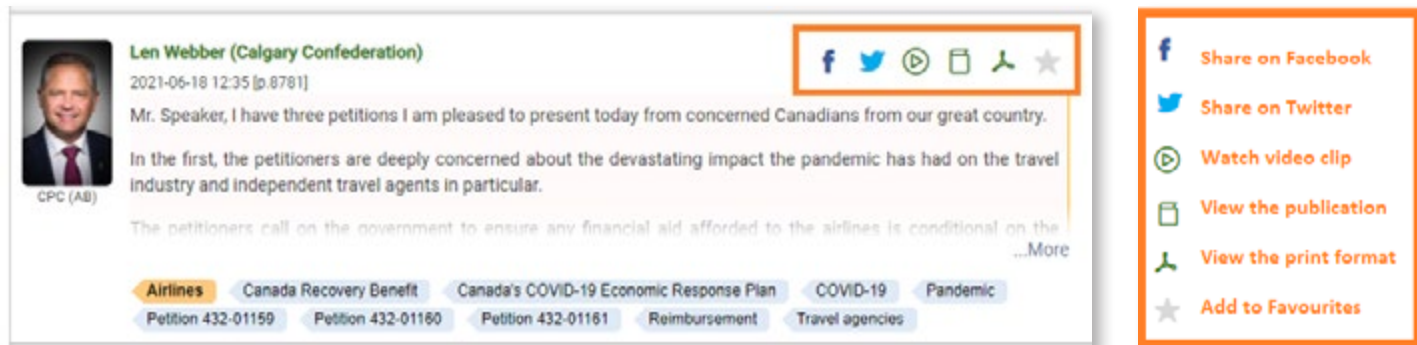 Len Webber (Calgary Confederation)
2021-06-18 12:35 [p.8781]
Mr. Speaker, I have three petitions I am pleased to present today from concerned Canadians from our great country.
In the first, the petitioners are deeply concerned about the devastating impact the pandemic has had on the travel
industry and independent travel agents in particular.
The petitioners call on the government to ensure any financial aid afforded to the airlines is conditional on the
...More
CPC (AB)
Airlines Canada Recovery Benefit Canada's COVID-19 Economic Response Plan COVID-19 Pandemic
Petition 432-01159 Petition 432-01160 Petition 432-01161 Reimbursement Travel agencies
Share on Facebook
Share on Twitter
Watch video clip
View the publication
View the print format
Add to Favourites